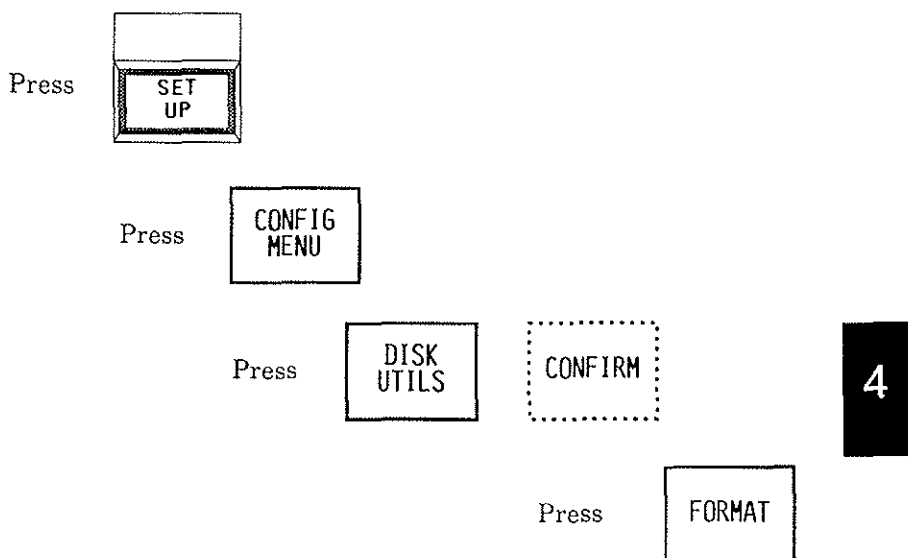 Press SET
UP
Press CONFIG
MENU
Press DISK
UTILS CONFIRM
4
Press FORMAT